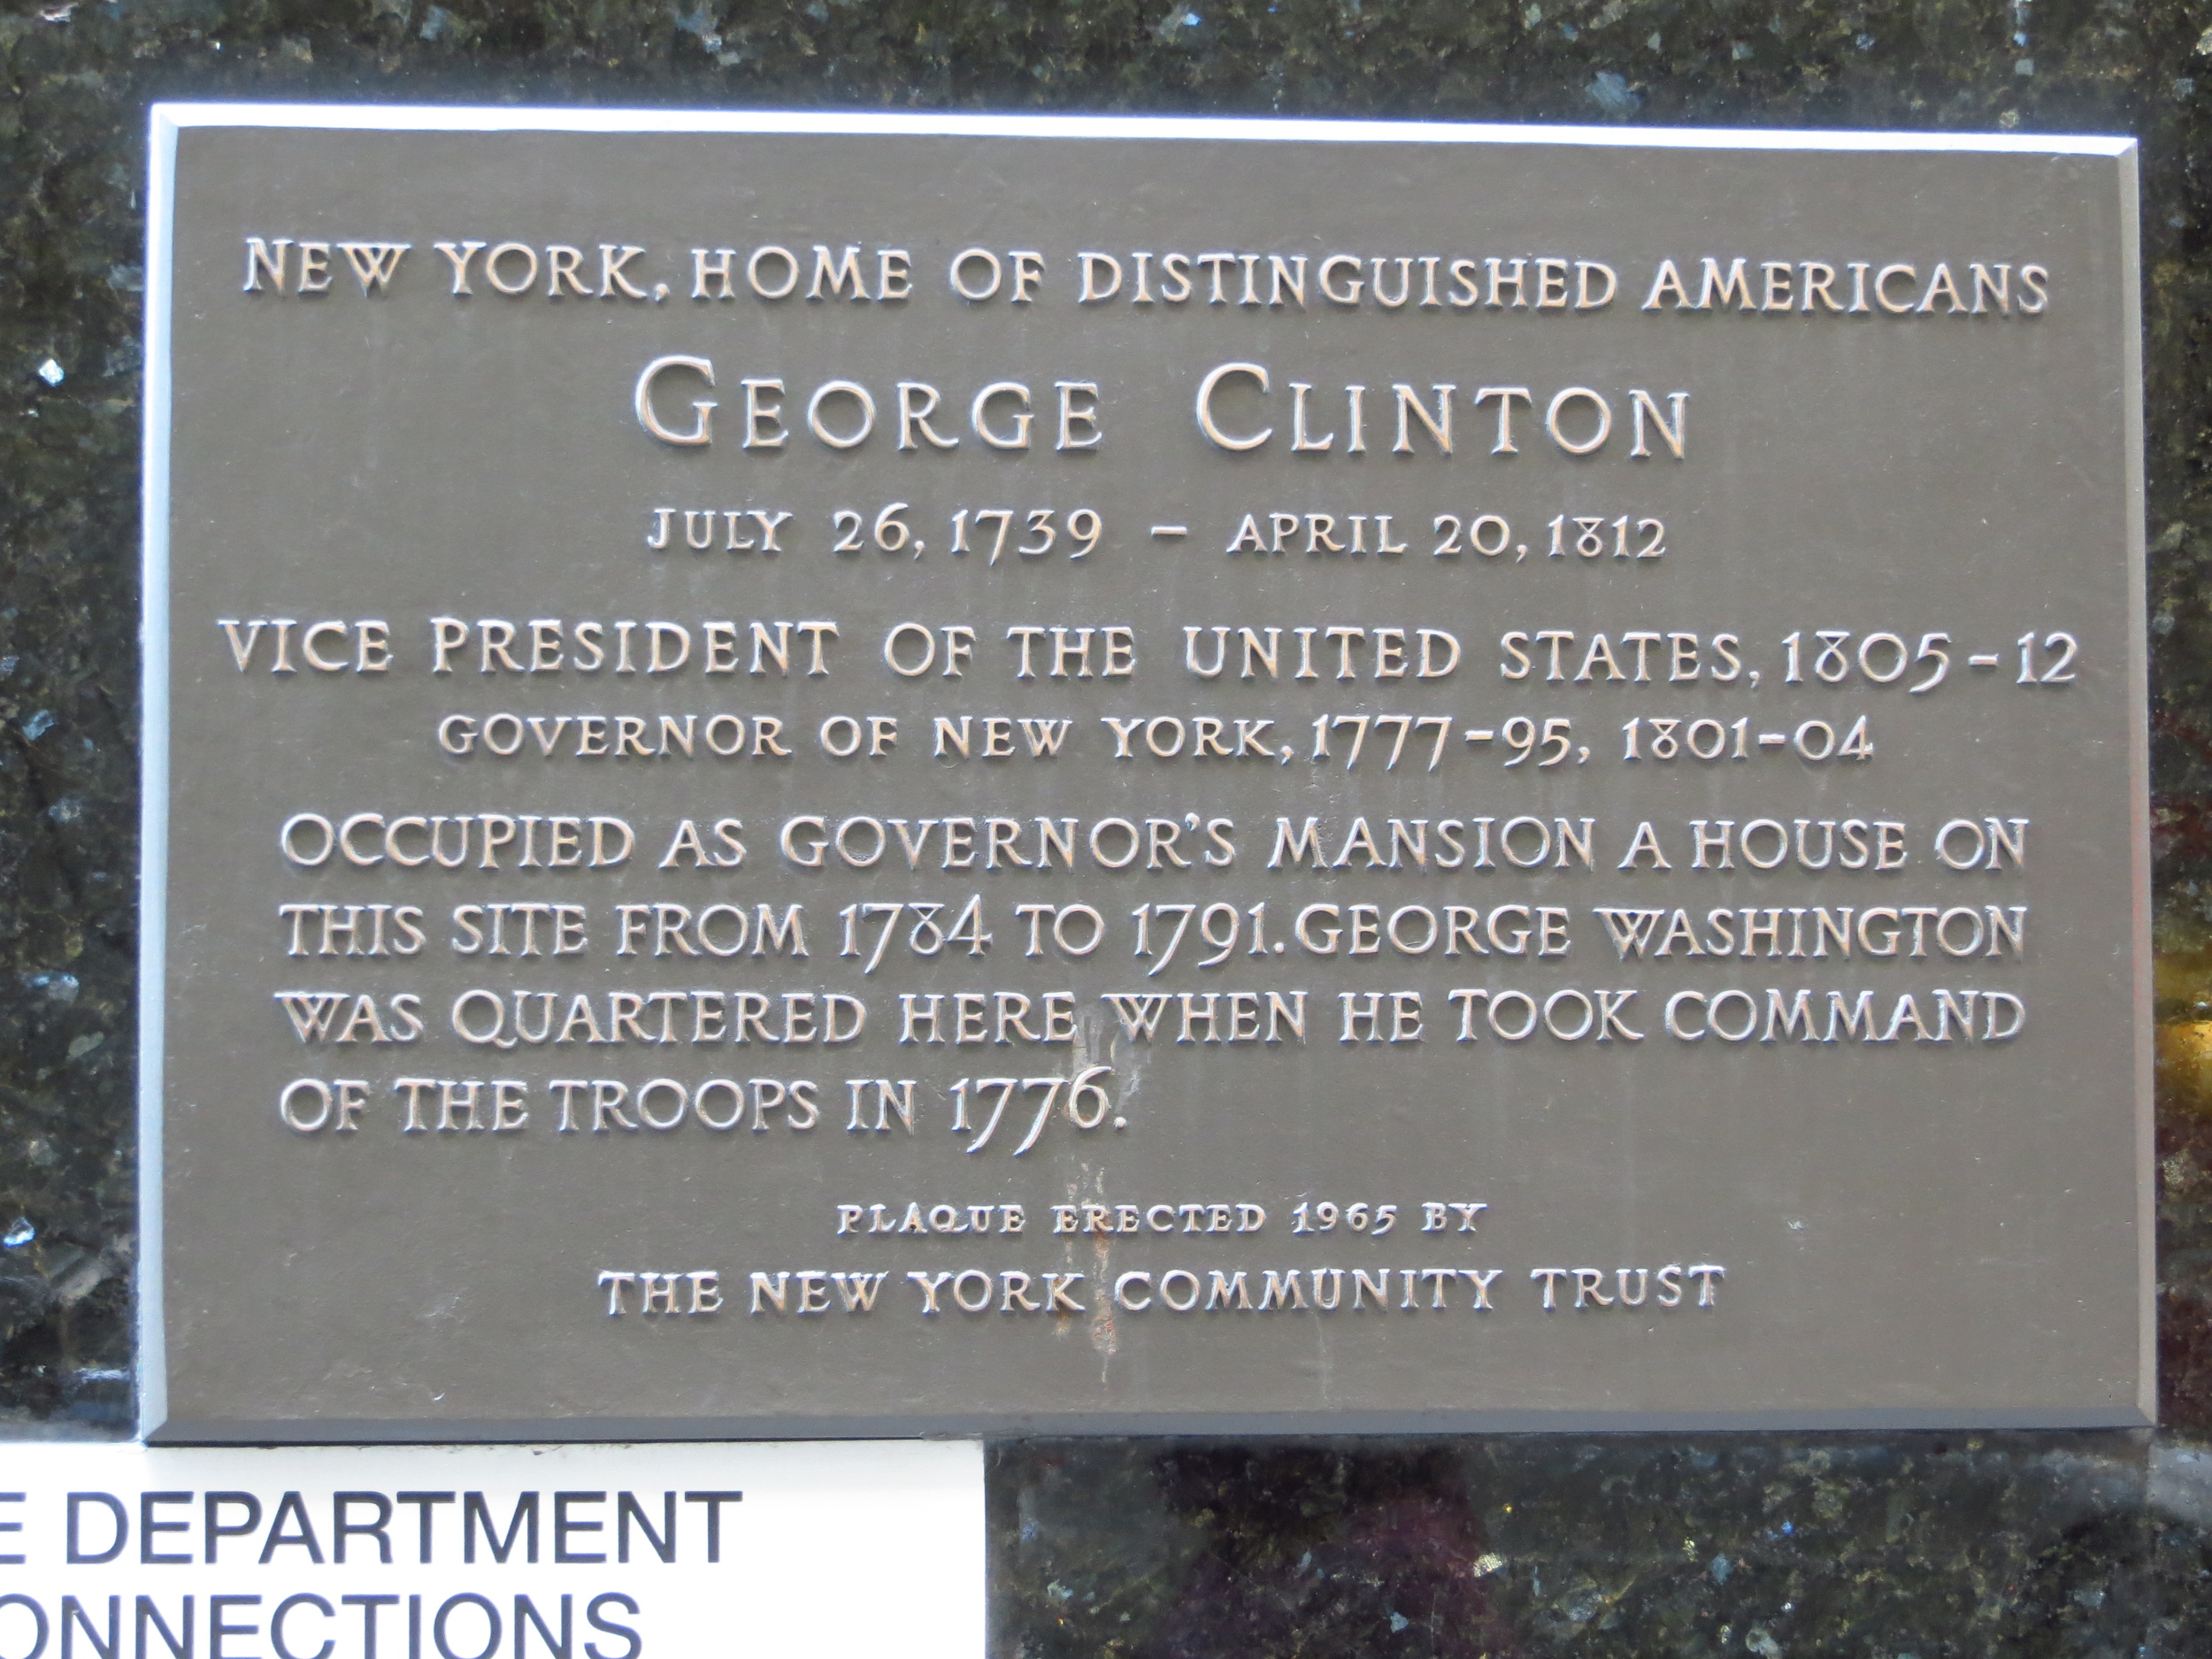 NEW YORK, HOME OF DISTINGUISHED AMERICANS
GEORGE CLINTON
JULY 26, 1739 – APRIL 20, 1812
VICE PRESIDENT OF THE UNITED STATES, 1805-12
GOVERNOR OF NEW YORK, 1777-95, 1801-04
OCCUPIED AS GOVERNOR'S MANSION A HOUSE ON
THIS SITE FROM 1784 TO 1791. GEORGE WASHINGTON
WAS QUARTERED HERE WHEN HE TOOK COMMAND
OF THE TROOPS IN 1776.
PLAQUE ERECTED 1965 BY
THE NEW YORK COMMUNITY TRUST
DEPARTMENT